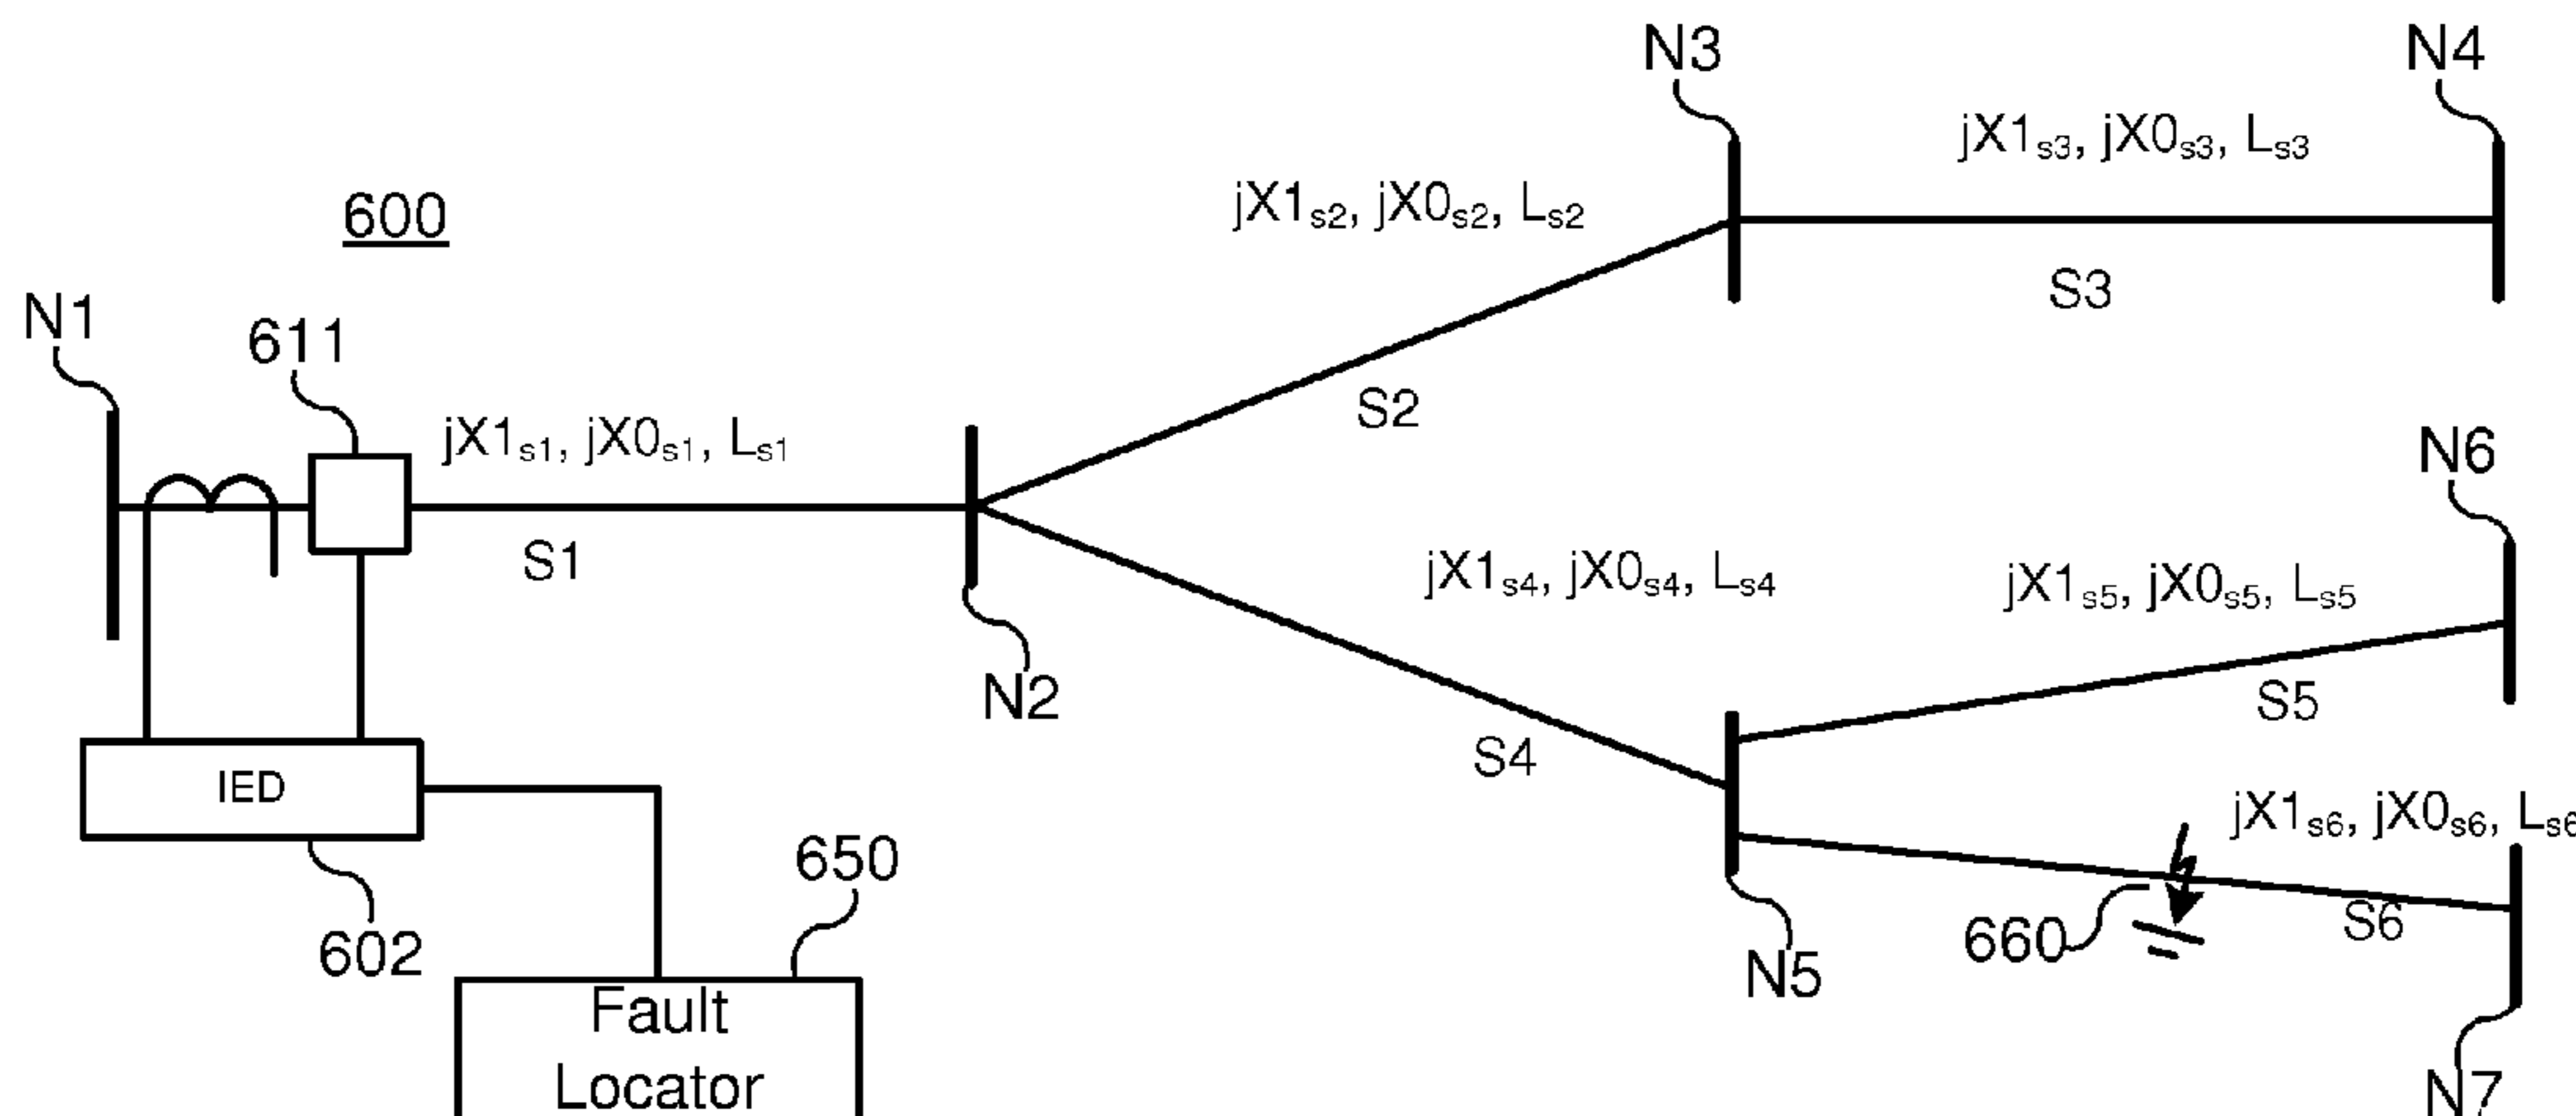 N3
N4
jX1s3, jX0s3, Ls3
600
jX1s2, jX0s2, Ls2
S3
N1
611
S2
jX1s1, jX0s1, Ls1
N6
S1
jX1s4, jX0s4, Ls4
jX1s5, jX0s5, Ls5
N2
S5
S4
IED
jX1s6, jX0s6, Ls6
650
660
S6
602
N5
Fault
Locator
N7